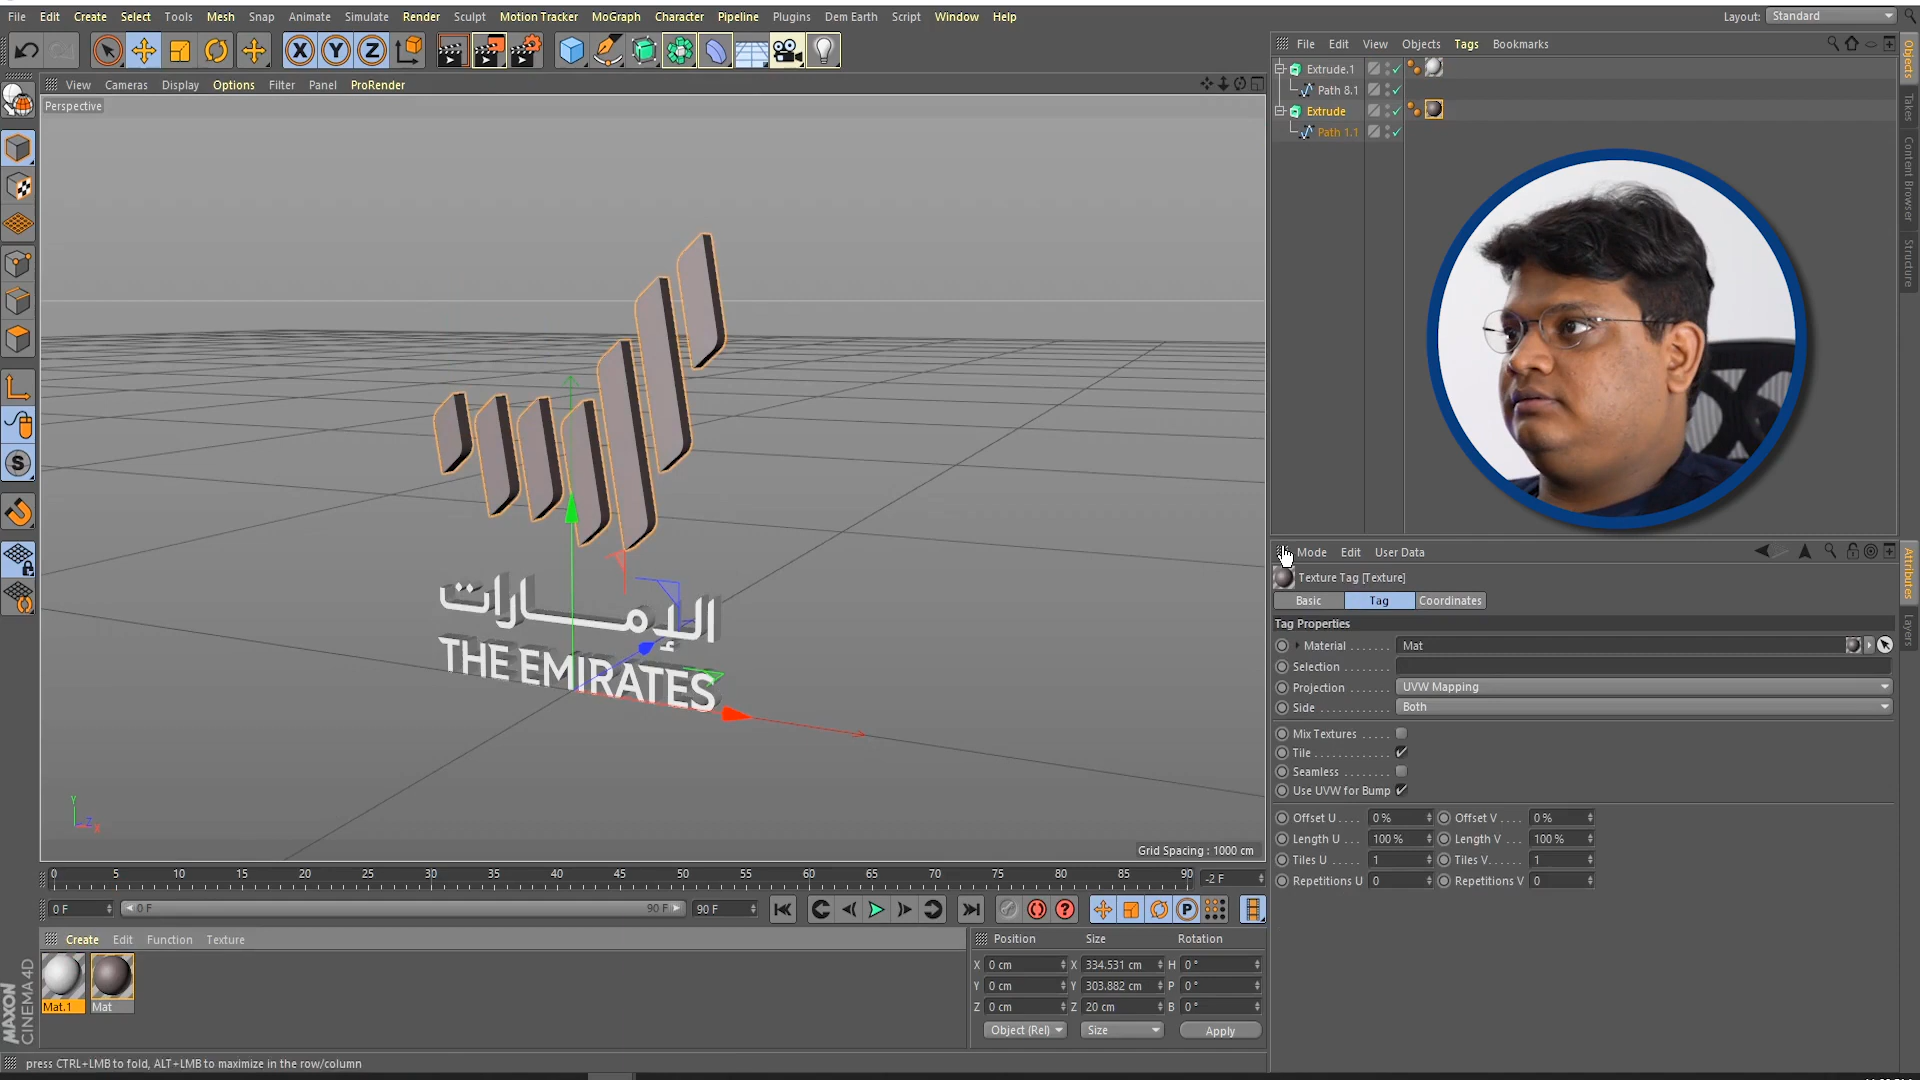 File Edit Create Select Tools Mesh Snap Animate Simulate Render Sculpt Motion Tracker MoGraph Character Pipeline Plugins Dem Earth Script Window Help
Layout: Standard
X Y Z
File Edit View Objects Tags Bookmarks
Extrude.1
Path 8.1
Extrude
Path 1.1
Objects
Takes
Content Browser
Structure
View Cameras Display Options Filter Panel ProRender
Perspective
S
الإمارات
THE EMIRATES
Y
Z X
Grid Spacing : 1000 cm
Mode Edit User Data
Texture Tag [Texture]
Basic Tag Coordinates
Tag Properties
Material Mat
Selection
Projection UVW Mapping
Side Both
Mix Textures
Tile
Seamless
Use UVW for Bump
Offset U 0 % Offset V 0 %
Length U 100 % Length V 100 %
Tiles U 1 Tiles V 1
Repetitions U 0 Repetitions V 0
Attributes
Layers
0 5 10 15 20 25 30 35 40 45 50 55 60 65 70 75 80 85 90
-2 F
0 F 0 F 90 F 90 F
P
Create Edit Function Texture
Mat.1 Mat
Position Size Rotation
X 0 cm X 334.531 cm H 0 °
Y 0 cm Y 303.882 cm P 0 °
Z 0 cm Z 20 cm B 0 °
Object (Rel) Size Apply
MAXON
CINEMA 4D
press CTRL+LMB to fold, ALT+LMB to maximize in the row/column